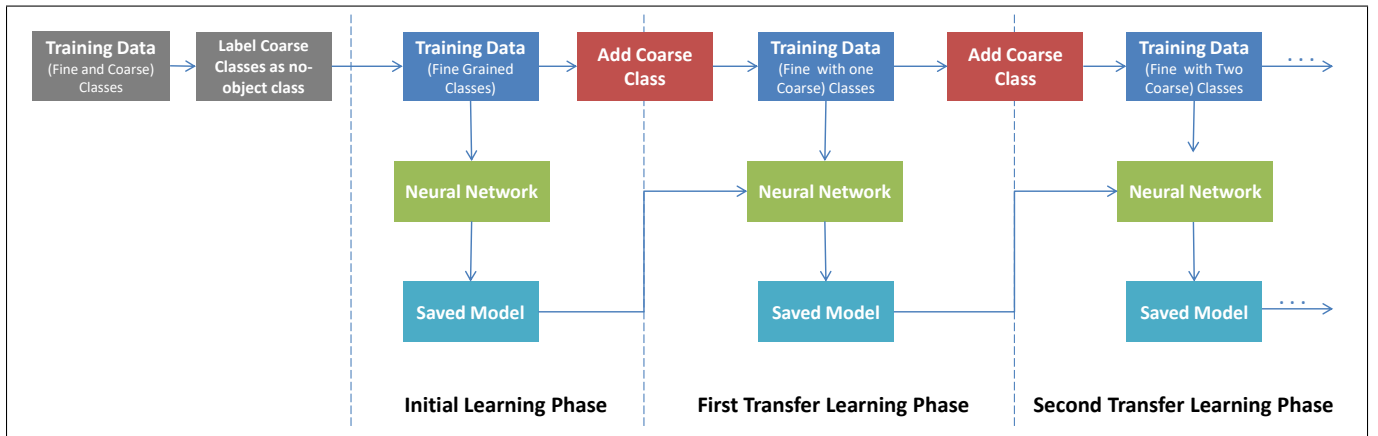 Training Data
(Fine and Coarse)
Classes
Label Coarse
Classes as no-
object class
Training Data
(Fine Grained
Classes)
Add Coarse
Class
Training Data
(Fine with one
Coarse) Classes
Add Coarse
Class
Training Data
(Fine with Two
Coarse) Classes
. . .
Neural Network
Neural Network
Neural Network
Saved Model
Saved Model
Saved Model
. . .
Initial Learning Phase
First Transfer Learning Phase
Second Transfer Learning Phase